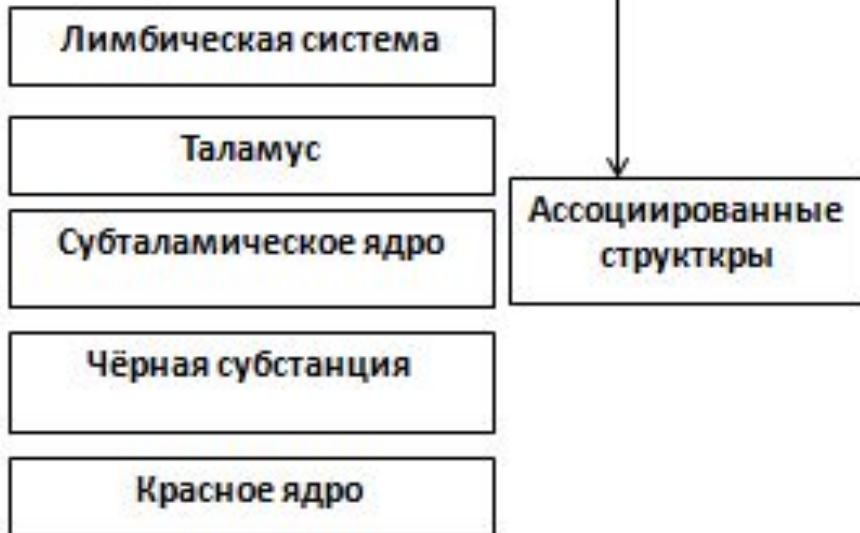 Лимбическая система
Таламус
Субталамическое ядро
Чёрная субстанция
Красное ядро
Ассоциированные
структкры